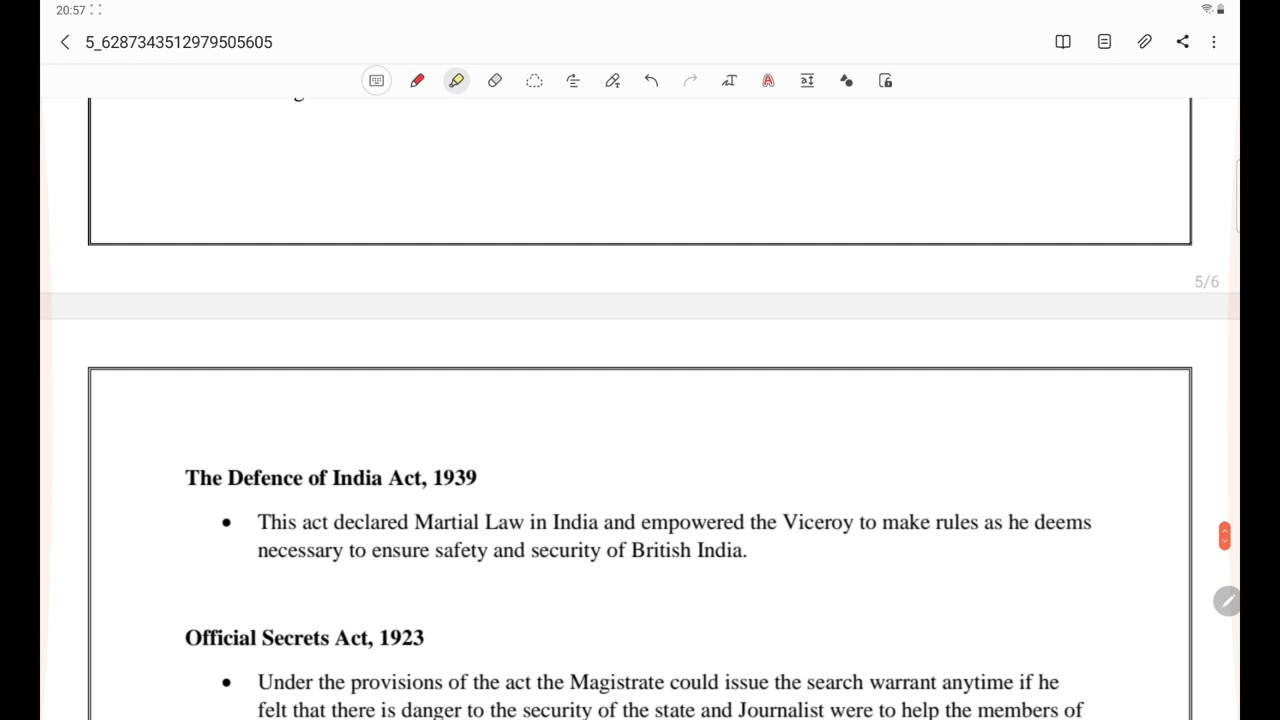 20:57
5_6287343512979505605
5/6
The Defence of India Act, 1939
• This act declared Martial Law in India and empowered the Viceroy to make rules as he deems
necessary to ensure safety and security of British India.
Official Secrets Act, 1923
• Under the provisions of the act the Magistrate could issue the search warrant anytime if he
felt that there is danger to the security of the state and Journalist were to help the members of